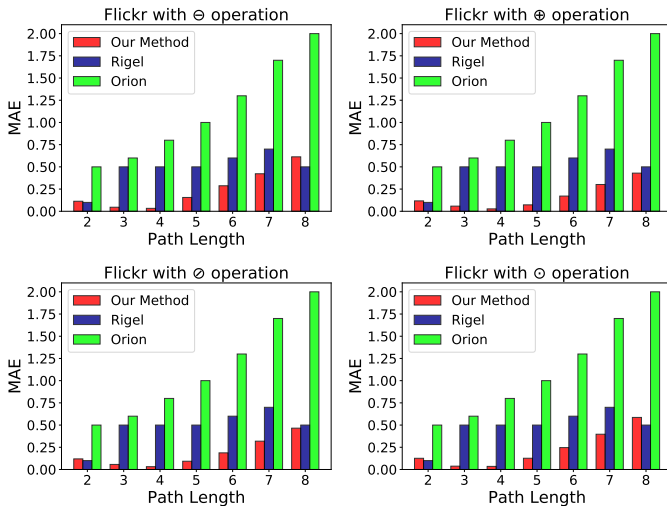 Flickr with ⊖ operation
2.00
1.75
1.50
1.25
1.00
0.75
0.50
0.25
0.00
MAE
Our Method
Rigel
Orion
2 3 4 5 6 7 8
Path Length
Flickr with ⊕ operation
2.00
1.75
1.50
1.25
1.00
0.75
0.50
0.25
0.00
MAE
Our Method
Rigel
Orion
2 3 4 5 6 7 8
Path Length
Flickr with ⊘ operation
2.00
1.75
1.50
1.25
1.00
0.75
0.50
0.25
0.00
MAE
Our Method
Rigel
Orion
2 3 4 5 6 7 8
Path Length
Flickr with ⊙ operation
2.00
1.75
1.50
1.25
1.00
0.75
0.50
0.25
0.00
MAE
Our Method
Rigel
Orion
2 3 4 5 6 7 8
Path Length